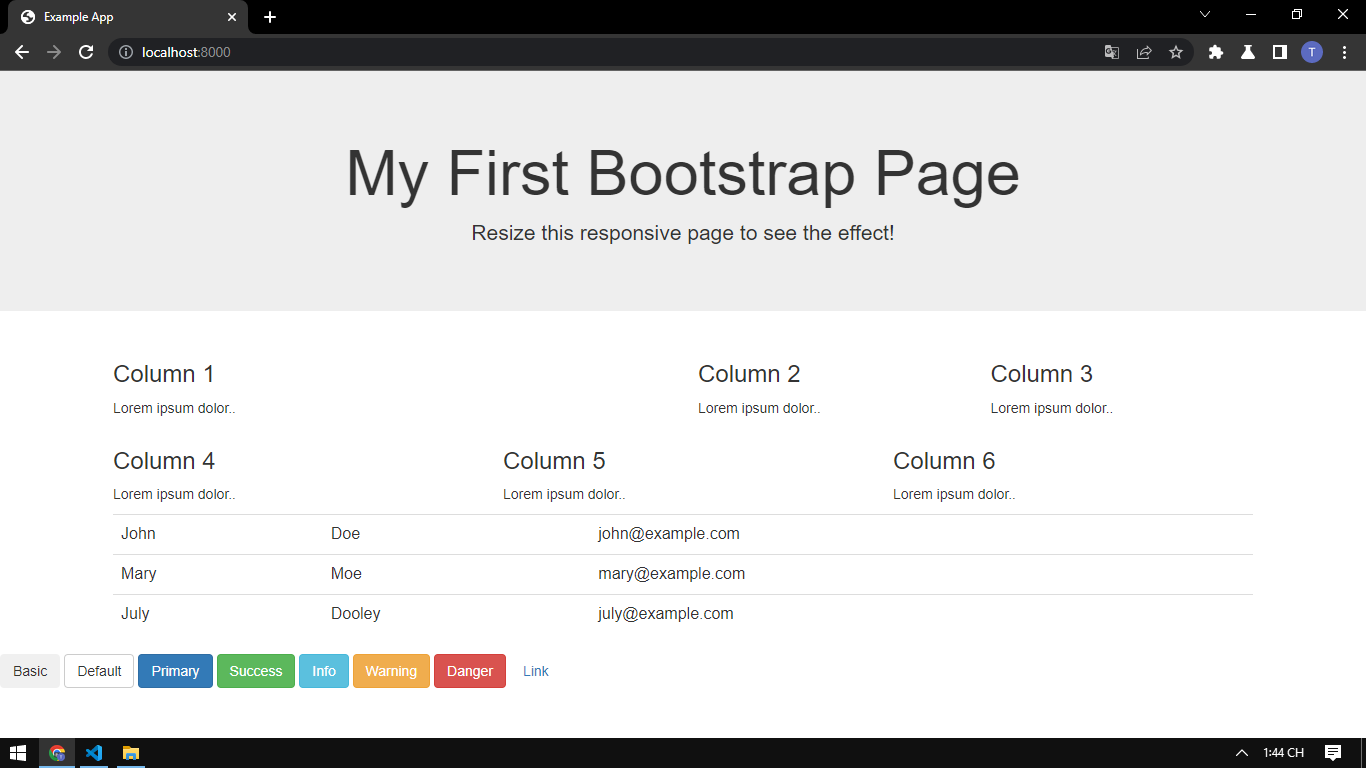 Example App
localhost:8000
T
My First Bootstrap Page
Resize this responsive page to see the effect!
Column 1 Column 2 Column 3
Lorem ipsum dolor.. Lorem ipsum dolor.. Lorem ipsum dolor..
Column 4 Column 5 Column 6
Lorem ipsum dolor.. Lorem ipsum dolor.. Lorem ipsum dolor..
John Doe john@example.com
Mary Moe mary@example.com
July Dooley july@example.com
Basic Default Primary Success Info Warning Danger Link
1:44 CH